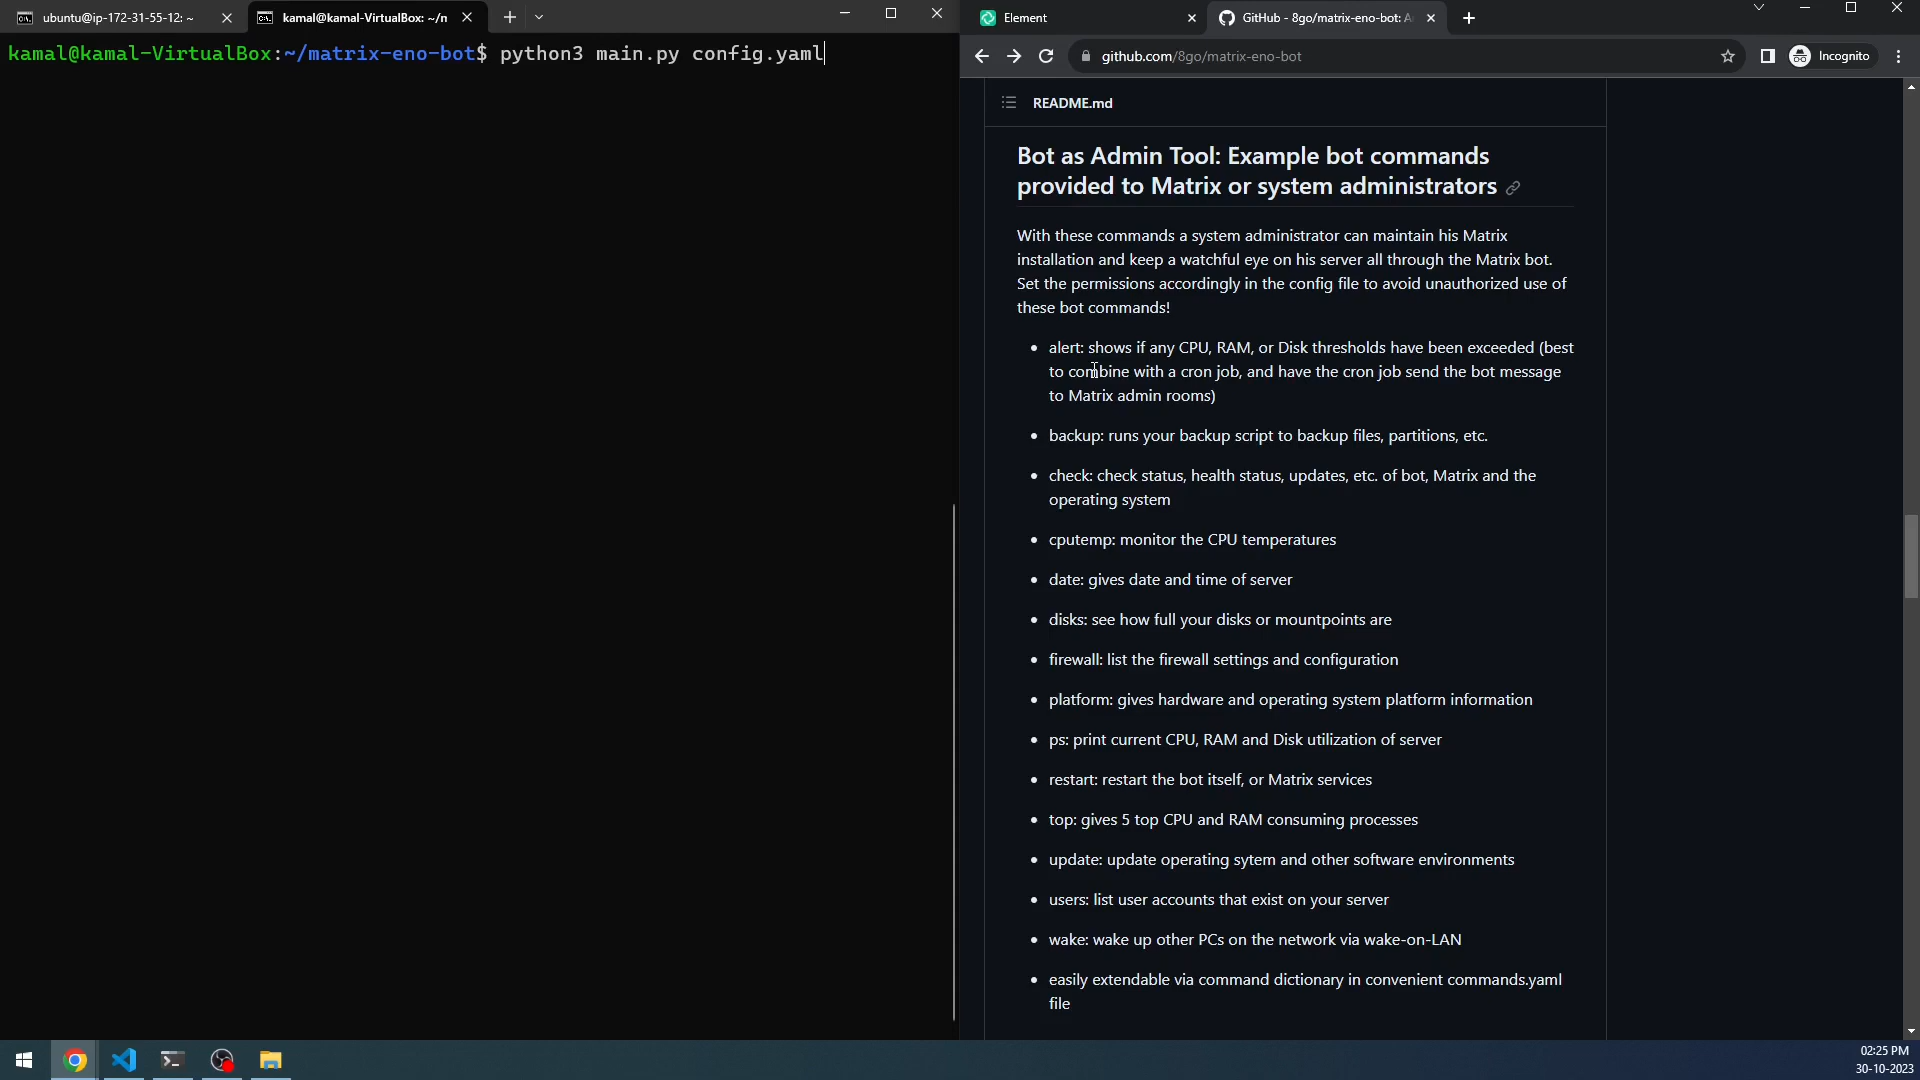 ubuntu@ip-172-31-55-12: ~
kamal@kamal-VirtualBox: ~/n
kamal@kamal-VirtualBox:~/matrix-eno-bot$ python3 main.py config.yaml
Element
GitHub - 8go/matrix-eno-bot: A
github.com/8go/matrix-eno-bot
Incognito
README.md
Bot as Admin Tool: Example bot commands
provided to Matrix or system administrators
With these commands a system administrator can maintain his Matrix
installation and keep a watchful eye on his server all through the Matrix bot.
Set the permissions accordingly in the config file to avoid unauthorized use of
these bot commands!
• alert: shows if any CPU, RAM, or Disk thresholds have been exceeded (best
to combine with a cron job, and have the cron job send the bot message
to Matrix admin rooms)
• backup: runs your backup script to backup files, partitions, etc.
• check: check status, health status, updates, etc. of bot, Matrix and the
operating system
• cputemp: monitor the CPU temperatures
• date: gives date and time of server
• disks: see how full your disks or mountpoints are
• firewall: list the firewall settings and configuration
• platform: gives hardware and operating system platform information
• ps: print current CPU, RAM and Disk utilization of server
• restart: restart the bot itself, or Matrix services
• top: gives 5 top CPU and RAM consuming processes
• update: update operating sytem and other software environments
• users: list user accounts that exist on your server
• wake: wake up other PCs on the network via wake-on-LAN
• easily extendable via command dictionary in convenient commands.yaml
file
02:25 PM
30-10-2023